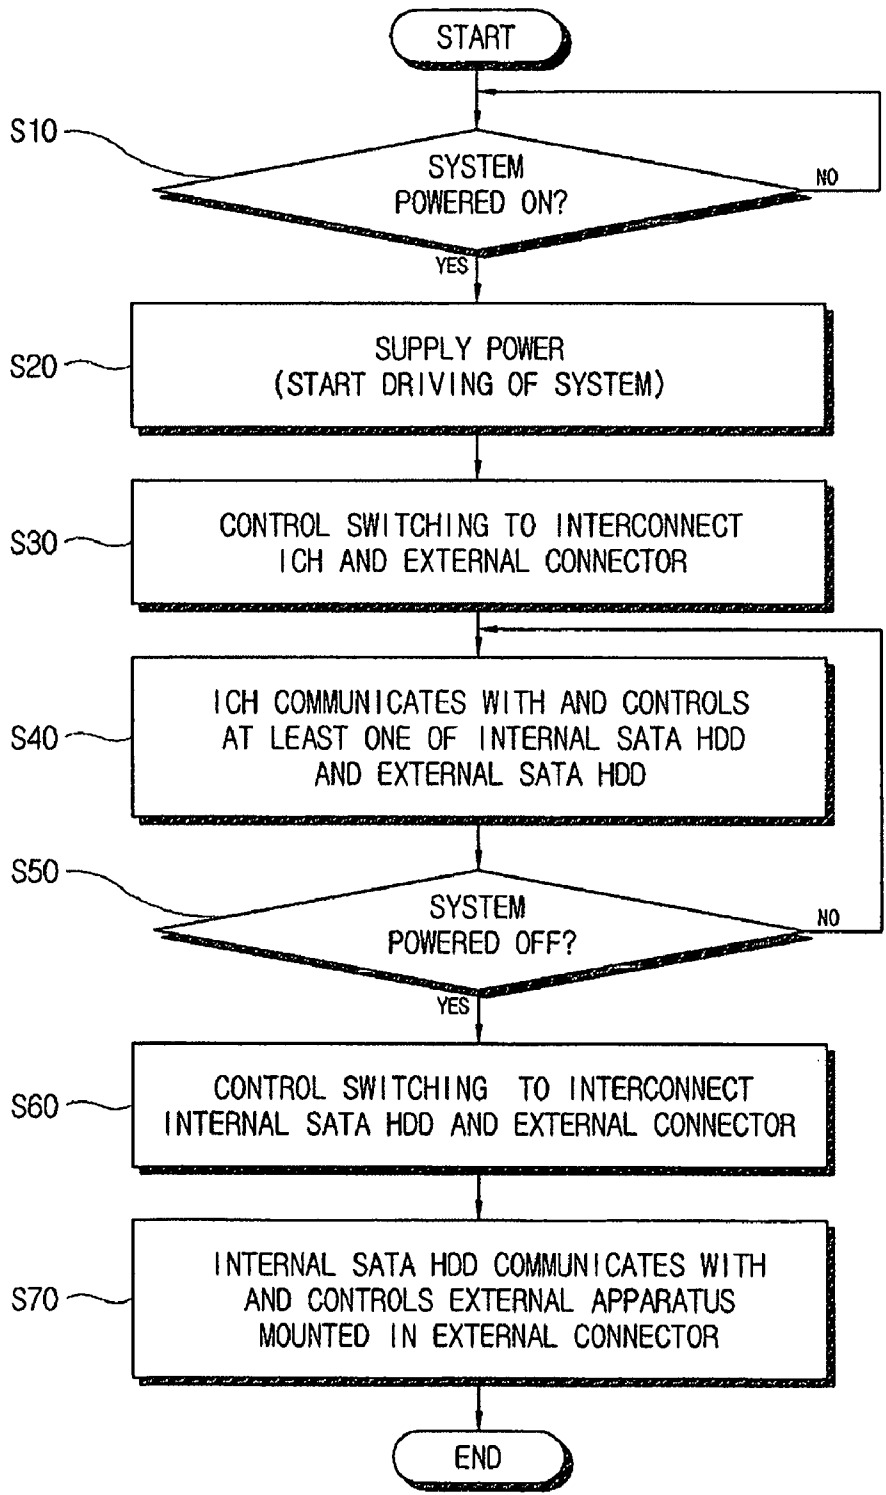 START
S10
SYSTEM
POWERED ON?
NO
YES
S20
SUPPLY POWER
(START DRIVING OF SYSTEM)
S30
CONTROL SWITCHING TO INTERCONNECT
ICH AND EXTERNAL CONNECTOR
S40
ICH COMMUNICATES WITH AND CONTROLS
AT LEAST ONE OF INTERNAL SATA HDD
AND EXTERNAL SATA HDD
S50
SYSTEM
POWERED OFF?
NO
YES
S60
CONTROL SWITCHING TO INTERCONNECT
INTERNAL SATA HDD AND EXTERNAL CONNECTOR
S70
INTERNAL SATA HDD COMMUNICATES WITH
AND CONTROLS EXTERNAL APPARATUS
MOUNTED IN EXTERNAL CONNECTOR
END